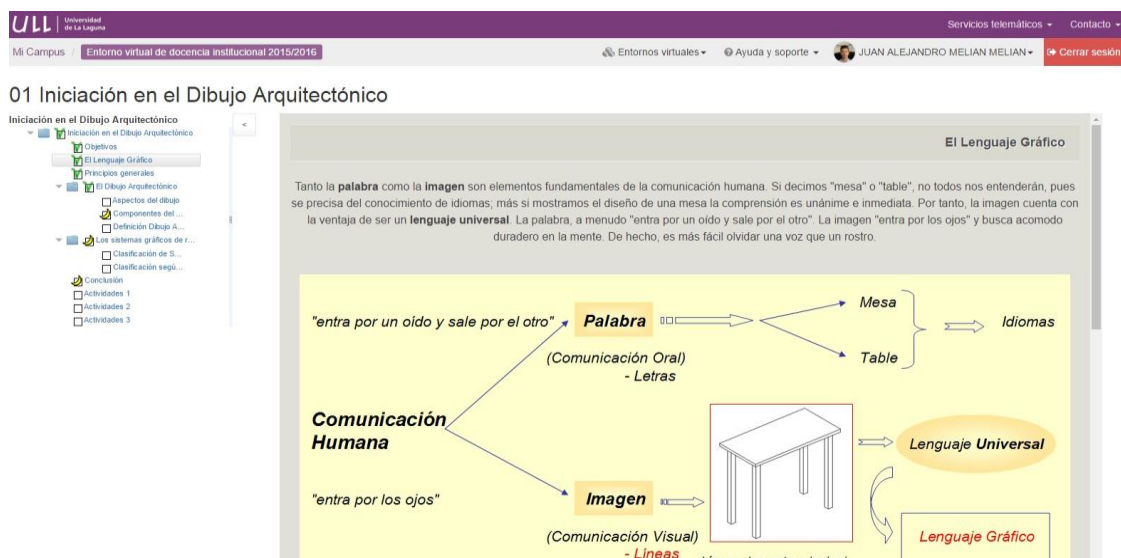 ULL Universidad de La Laguna
Servicios telemáticos Contacto
Mi Campus / Entorno virtual de docencia institucional 2015/2016 Entornos virtuales Ayuda y soporte JUAN ALEJANDRO MELIAN MELIAN Cerrar sesión
01 Iniciación en el Dibujo Arquitectónico
Iniciación en el Dibujo Arquitectónico
<
Iniciación en el Dibujo Arquitectónico
Objetivos
El Lenguaje Gráfico
Principios generales
El Dibujo Arquitectónico
Aspectos del dibujo
Componentes del ...
Definición Dibujo A...
Los sistemas gráficos de r...
Clasificación de S...
Clasificación segú...
Conclusión
Actividades 1
Actividades 2
Actividades 3
El Lenguaje Gráfico
Tanto la palabra como la imagen son elementos fundamentales de la comunicación humana. Si decimos "mesa" o "table", no todos nos entenderán, pues
se precisa del conocimiento de idiomas; más si mostramos el diseño de una mesa la comprensión es unánime e inmediata. Por tanto, la imagen cuenta con
la ventaja de ser un lenguaje universal. La palabra, a menudo "entra por un oído y sale por el otro". La imagen "entra por los ojos" y busca acomodo
duradero en la mente. De hecho, es más fácil olvidar una voz que un rostro.
"entra por un oído y sale por el otro"
Palabra
(Comunicación Oral)
- Letras
Mesa
Table
Idiomas
Comunicación
Humana
"entra por los ojos"
Imagen
(Comunicación Visual)
- Líneas
Lenguaje Universal
Lenguaje Gráfico